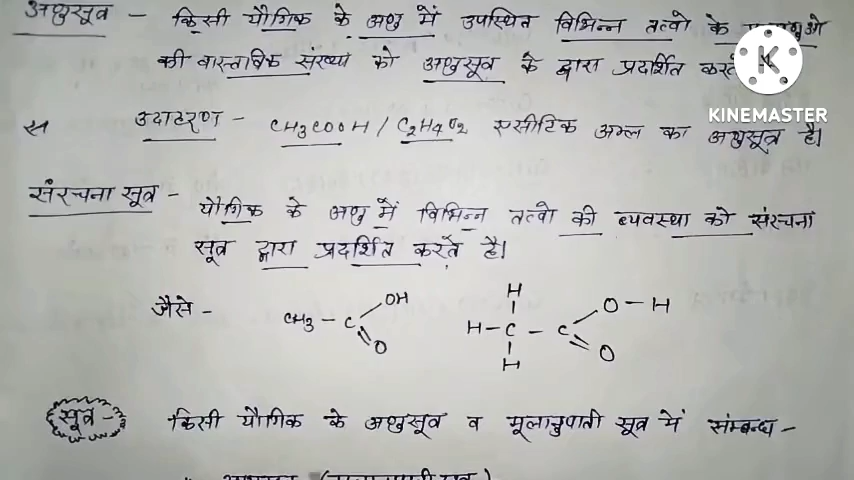 अणुसूत्र - किसी यौगिक के अणु में उपस्थित विभिन्न तत्वो के
की वास्तविक संख्या को अणुसूत्र के द्वारा प्रदर्शित करते
KINEMASTER
स उदाहरण - CH3COOH / C2H4O2 एसीटिक अम्ल का अणुसूत्र है।
संरचना सूत्र - यौगिक के अणु में विभिन्न तत्वो की व्यवस्था को संरचना
सूत्र द्वारा प्रदर्शित करते है।
जैसे - CH3 - C OH O H H - C - C O - H O H
सूत्र - किसी यौगिक के अणुसूत्र व मूलानुपाती सूत्र में संम्बन्ध -